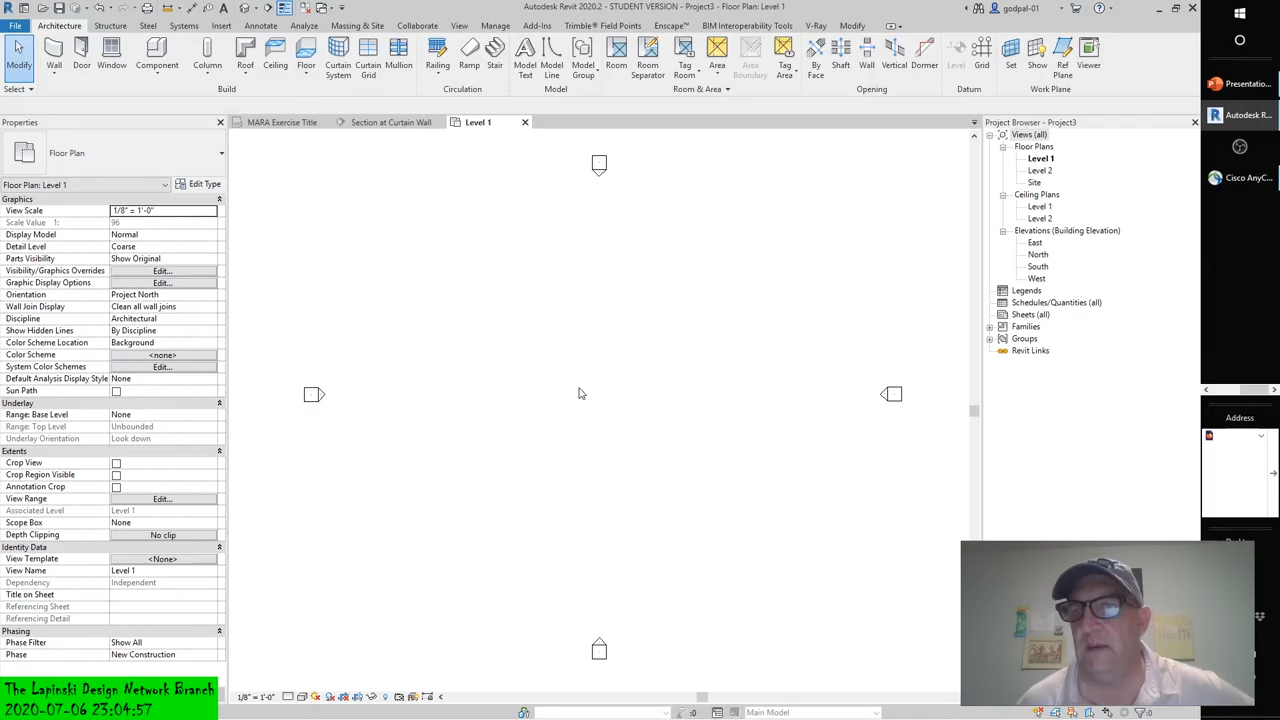 Autodesk Revit 2020.2 - STUDENT VERSION - Project3 - Floor Plan: Level 1
godpal-01
File Architecture Structure Steel Systems Insert Annotate Analyze Massing & Site Collaborate View Manage Add-Ins Trimble® Field Points Enscape™ BIM Interoperability Tools V-Ray Modify
Modify Wall Door Window Component Column Roof Ceiling Floor Curtain System Curtain Grid Mullion Railing Ramp Stair Model Text Model Line Model Group Room Room Separator Tag Room Area Area Boundary Tag Area By Face Shaft Wall Vertical Dormer Level Grid Set Show Ref Plane Viewer
Select Build Circulation Model Room & Area Opening Datum Work Plane
Properties
MARA Exercise Title
Section at Curtain Wall
Level 1
Floor Plan
Floor Plan: Level 1 Edit Type
Graphics
View Scale 1/8" = 1'-0"
Scale Value 1: 96
Display Model Normal
Detail Level Coarse
Parts Visibility Show Original
Visibility/Graphics Overrides Edit...
Graphic Display Options Edit...
Orientation Project North
Wall Join Display Clean all wall joins
Discipline Architectural
Show Hidden Lines By Discipline
Color Scheme Location Background
Color Scheme <none>
System Color Schemes Edit...
Default Analysis Display Style None
Sun Path
Underlay
Range: Base Level None
Range: Top Level Unbounded
Underlay Orientation Look down
Extents
Crop View
Crop Region Visible
Annotation Crop
View Range Edit...
Associated Level Level 1
Scope Box None
Depth Clipping No clip
Identity Data
View Template <None>
View Name Level 1
Dependency Independent
Title on Sheet
Referencing Sheet
Referencing Detail
Phasing
Phase Filter Show All
Phase New Construction
The Lapinski Design Network Branch
2020-07-06 23:04:57
1/8" = 1'-0"
:0
Main Model
:0
Project Browser - Project3
Views (all)
Floor Plans
Level 1
Level 2
Site
Ceiling Plans
Level 1
Level 2
Elevations (Building Elevation)
East
North
South
West
Legends
Schedules/Quantities (all)
Sheets (all)
Families
Groups
Revit Links
Presentatio...
Autodesk R...
Cisco AnyC...
Address